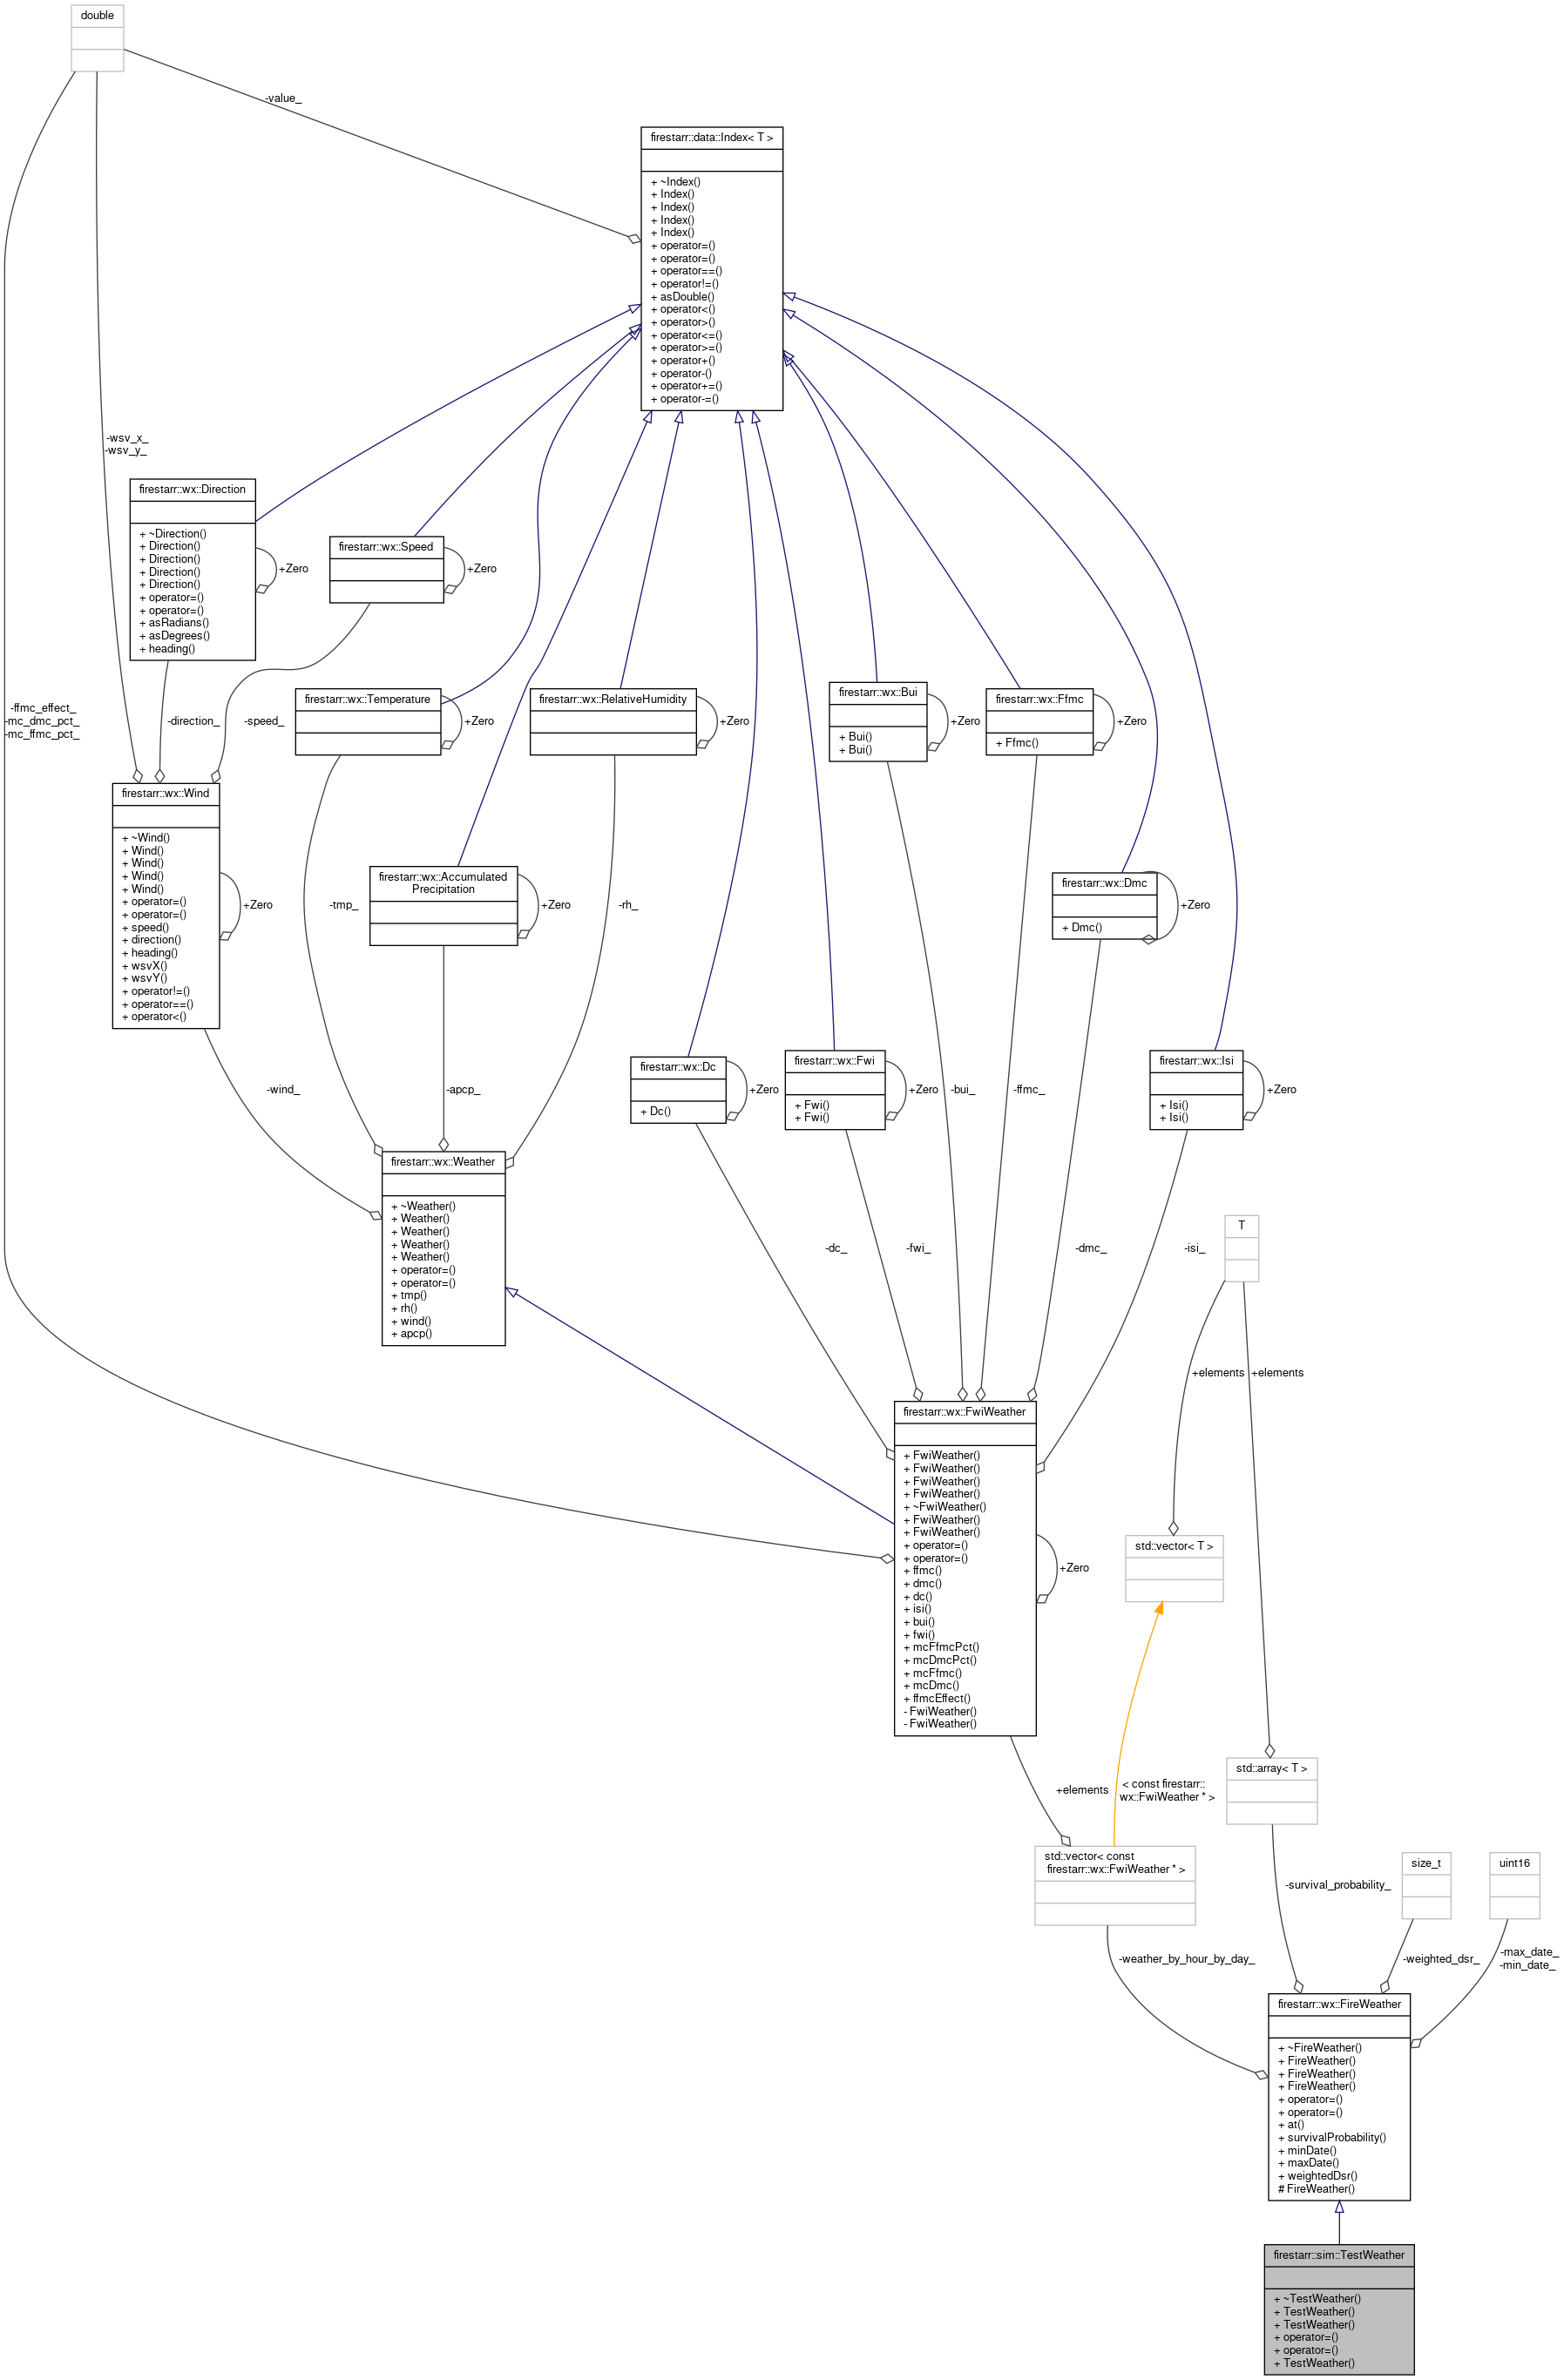 double
-value_
firestarr::data::Index< T >
+ ~Index()
+ Index()
+ Index()
+ Index()
+ Index()
+ operator=()
+ operator=()
+ operator==()
+ operator!=()
+ asDouble()
+ operator<()
+ operator>()
+ operator<=()
+ operator>=()
+ operator+()
+ operator-()
+ operator+=()
+ operator-=()
-wsv_x_
-wsv_y_
firestarr::wx::Direction
+ ~Direction()
+ Direction()
+ Direction()
+ Direction()
+ Direction()
+ operator=()
+ operator=()
+ asRadians()
+ asDegrees()
+ heading()
+Zero
firestarr::wx::Speed
+Zero
-ffmc_effect_
-mc_dmc_pct_
-mc_ffmc_pct_
-direction_
-speed_
firestarr::wx::Temperature
+Zero
firestarr::wx::RelativeHumidity
+Zero
firestarr::wx::Bui
+ Bui()
+ Bui()
+Zero
firestarr::wx::Ffmc
+ Ffmc()
+Zero
firestarr::wx::Wind
+ ~Wind()
+ Wind()
+ Wind()
+ Wind()
+ Wind()
+ operator=()
+ operator=()
+ speed()
+ direction()
+ heading()
+ wsvX()
+ wsvY()
+ operator!=()
+ operator==()
+ operator<()
+Zero
-tmp_
firestarr::wx::Accumulated
Precipitation
+Zero
-rh_
firestarr::wx::Dmc
+ Dmc()
+Zero
-wind_
-apcp_
firestarr::wx::Dc
+ Dc()
+Zero
firestarr::wx::Fwi
+ Fwi()
+ Fwi()
+Zero
-bui_
-ffmc_
firestarr::wx::Isi
+ Isi()
+ Isi()
+Zero
firestarr::wx::Weather
+ ~Weather()
+ Weather()
+ Weather()
+ Weather()
+ Weather()
+ operator=()
+ operator=()
+ tmp()
+ rh()
+ wind()
+ apcp()
-dc_
-fwi_
-dmc_
-isi_
T
+elements
+elements
firestarr::wx::FwiWeather
+ FwiWeather()
+ FwiWeather()
+ FwiWeather()
+ FwiWeather()
+ ~FwiWeather()
+ FwiWeather()
+ FwiWeather()
+ operator=()
+ operator=()
+ ffmc()
+ dmc()
+ dc()
+ isi()
+ bui()
+ fwi()
+ mcFfmcPct()
+ mcDmcPct()
+ mcFfmc()
+ mcDmc()
+ ffmcEffect()
- FwiWeather()
- FwiWeather()
+Zero
std::vector< T >
+elements
< const firestarr::
wx::FwiWeather * >
std::array< T >
std::vector< const
firestarr::wx::FwiWeather * >
-survival_probability_
size_t
uint16
-weather_by_hour_by_day_
-weighted_dsr_
-max_date_
-min_date_
firestarr::wx::FireWeather
+ ~FireWeather()
+ FireWeather()
+ FireWeather()
+ FireWeather()
+ operator=()
+ operator=()
+ at()
+ survivalProbability()
+ minDate()
+ maxDate()
+ weightedDsr()
# FireWeather()
firestarr::sim::TestWeather
+ ~TestWeather()
+ TestWeather()
+ TestWeather()
+ operator=()
+ operator=()
+ TestWeather()